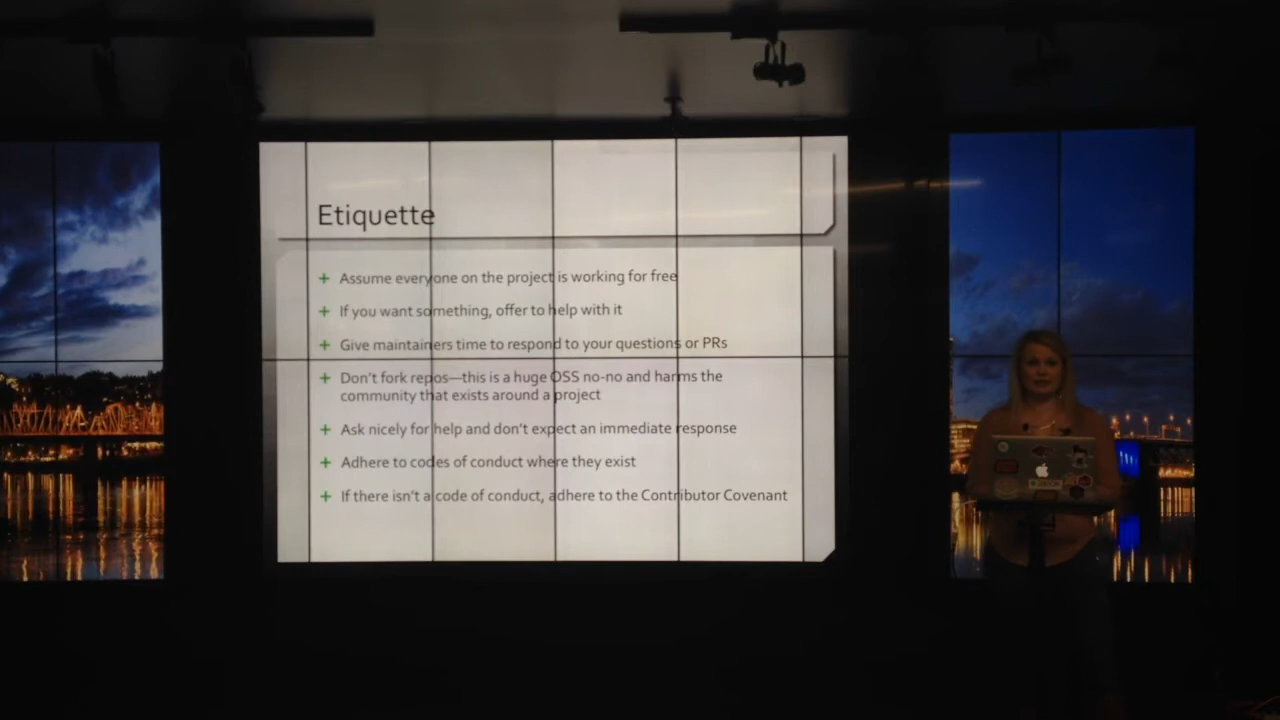 Etiquette
+ Assume everyone on the project is working for free
+ If you want something, offer to help with it
+ Give maintainers time to respond to your questions or PRs
+ Don't fork repos—this is a huge OSS no-no and harms the
community that exists around a project
+ Ask nicely for help and don't expect an immediate response
+ Adhere to codes of conduct where they exist
+ If there isn't a code of conduct, adhere to the Contributor Covenant